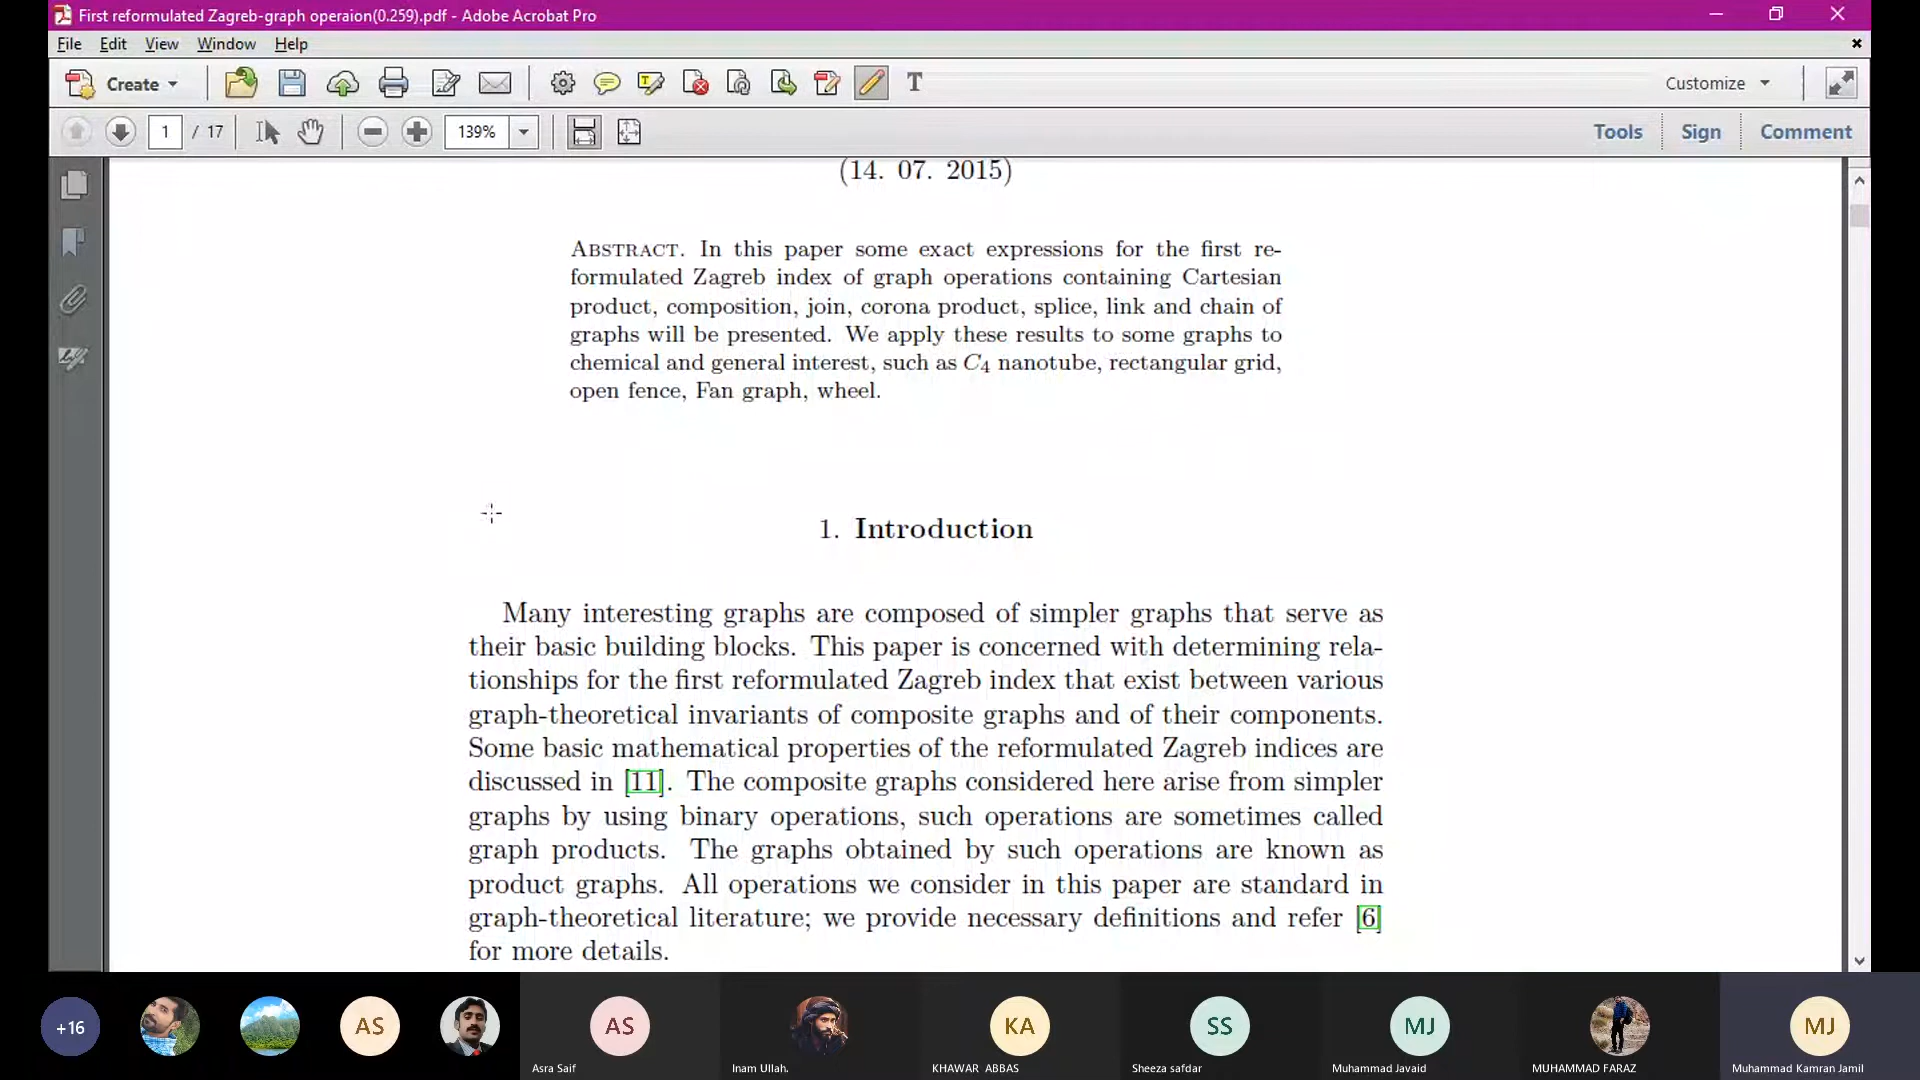 First reformulated Zagreb-graph operaion(0.259).pdf - Adobe Acrobat Pro
File Edit View Window Help
Create T Customize
1 / 17 139% Tools Sign Comment
(14. 07. 2015)
ABSTRACT. In this paper some exact expressions for the first re-
formulated Zagreb index of graph operations containing Cartesian
product, composition, join, corona product, splice, link and chain of
graphs will be presented. We apply these results to some graphs to
chemical and general interest, such as C4 nanotube, rectangular grid,
open fence, Fan graph, wheel.
1. Introduction
Many interesting graphs are composed of simpler graphs that serve as
their basic building blocks. This paper is concerned with determining rela-
tionships for the first reformulated Zagreb index that exist between various
graph-theoretical invariants of composite graphs and of their components.
Some basic mathematical properties of the reformulated Zagreb indices are
discussed in [11]. The composite graphs considered here arise from simpler
graphs by using binary operations, such operations are sometimes called
graph products. The graphs obtained by such operations are known as
product graphs. All operations we consider in this paper are standard in
graph-theoretical literature; we provide necessary definitions and refer [6]
for more details.
+16 AS AS KA SS MJ MJ
Asra Saif Inam Ullah. KHAWAR ABBAS Sheeza safdar Muhammad Javaid MUHAMMAD FARAZ Muhammad Kamran Jamil